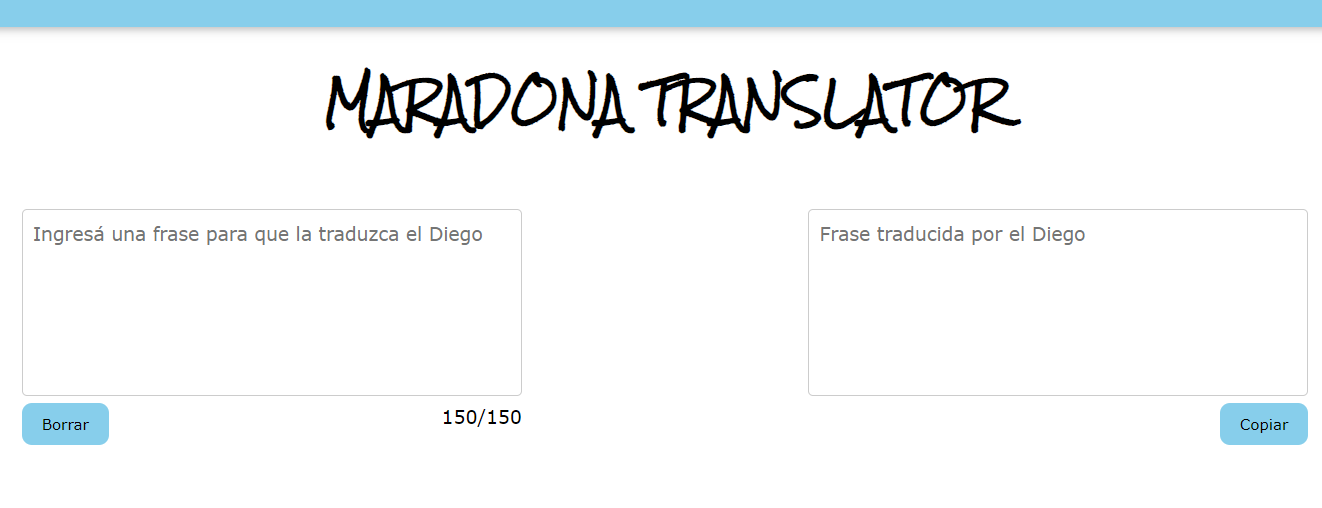 MARADONA TRANSLATOR
Ingresá una frase para que la traduzca el Diego
Frase traducida por el Diego
Borrar
150/150
Copiar